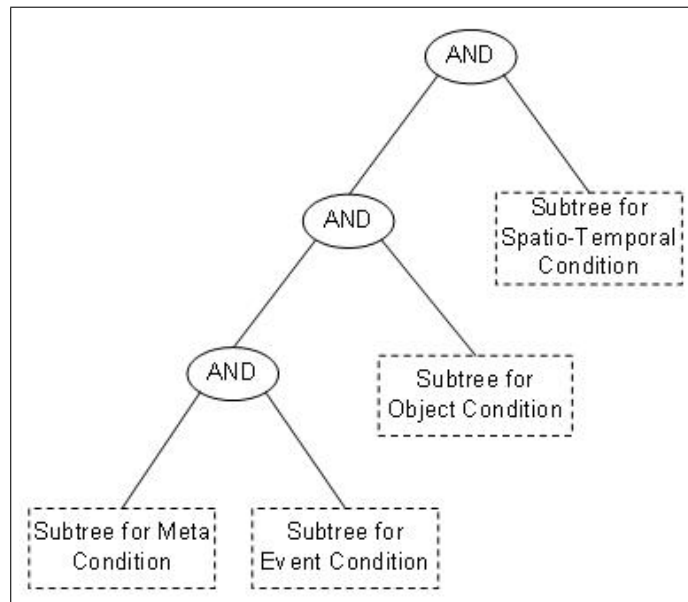 AND
AND
Subtree for
Spatio-Temporal
Condition
AND
Subtree for
Object Condition
Subtree for Meta
Condition
Subtree for
Event Condition